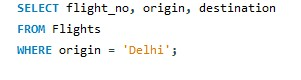 SELECT flight_no, origin, destination
FROM Flights
WHERE origin = 'Delhi';